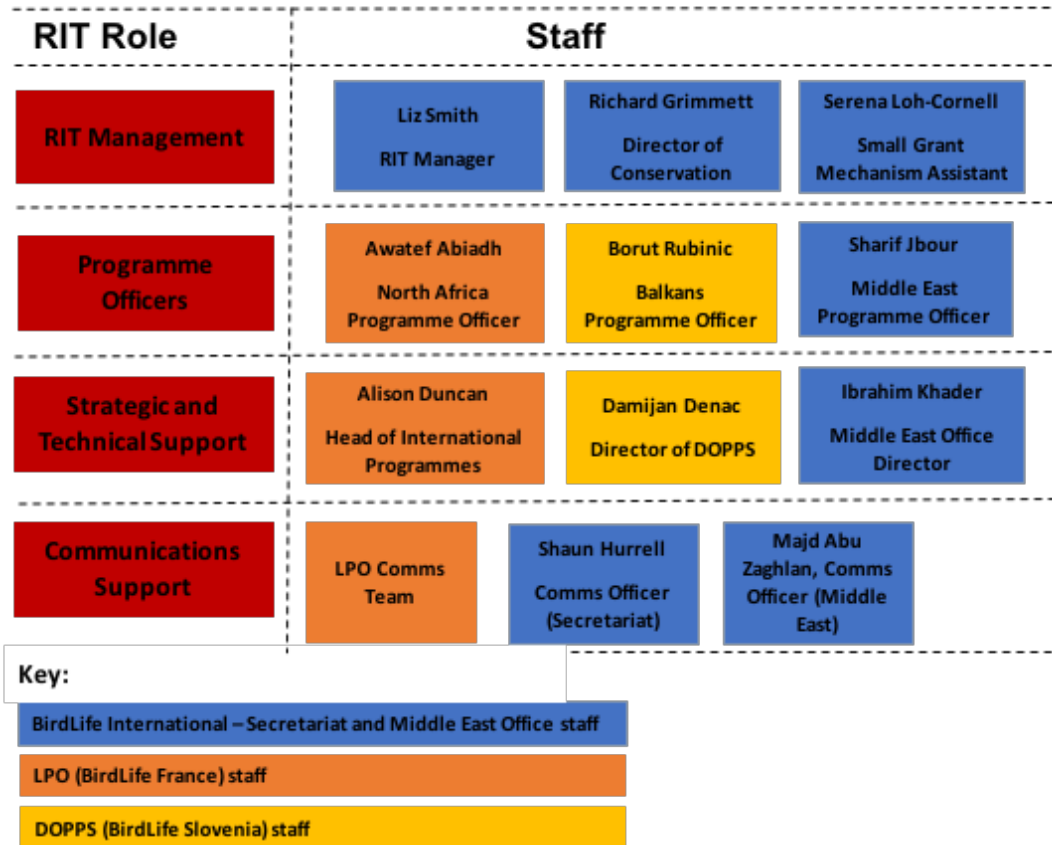 RIT Role
Staff
RIT Management
Liz Smith
RIT Manager
Richard Grimmett
Director of
Conservation
Serena Loh-Cornell
Small Grant
Mechanism Assistant
Programme
Officers
Awatef Abiadh
North Africa
Programme Officer
Borut Rubinic
Balkans
Programme Officer
Sharif Jbour
Middle East
Programme Officer
Strategic and
Technical Support
Alison Duncan
Head of International
Programmes
Damijan Denac
Director of DOPPS
Ibrahim Khader
Middle East Office
Director
Communications
Support
LPO Comms
Team
Shaun Hurrell
Comms Officer
(Secretariat)
Majd Abu
Zaghlan, Comms
Officer (Middle
East)
Key:
BirdLife International – Secretariat and Middle East Office staff
LPO (BirdLife France) staff
DOPPS (BirdLife Slovenia) staff